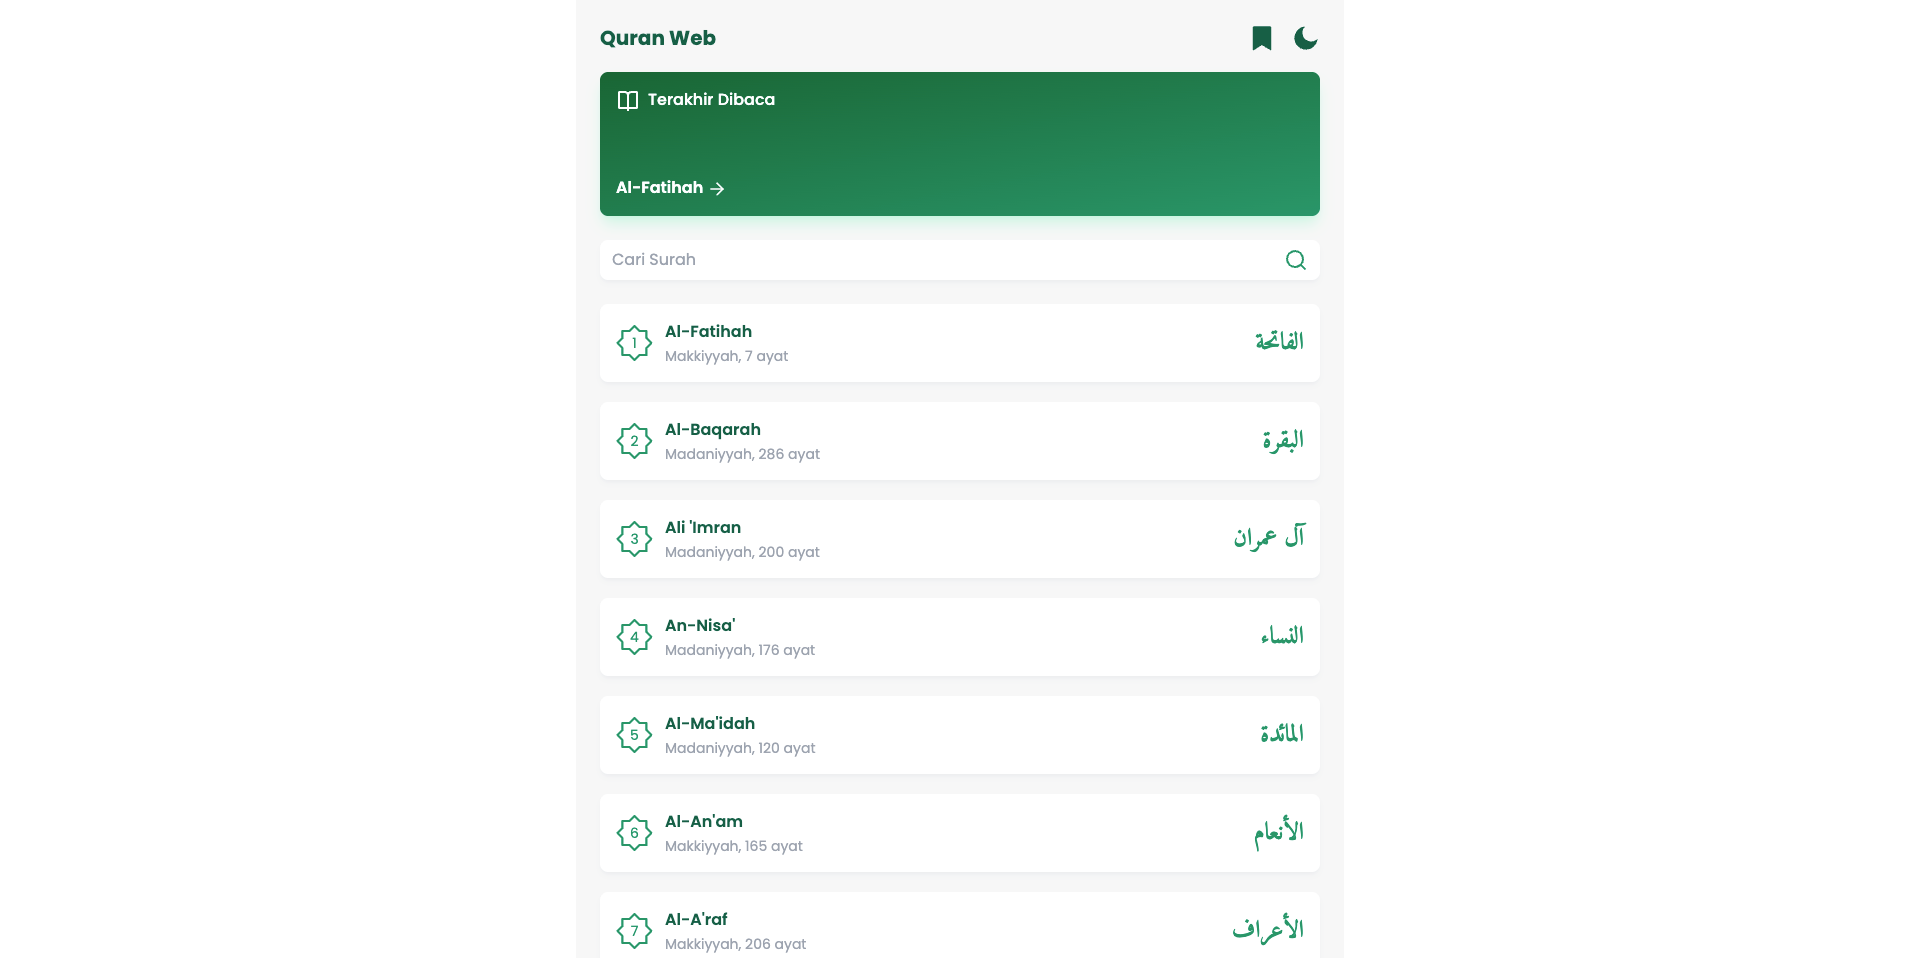 Quran Web
Terakhir Dibaca
Al-Fatihah
Cari Surah
1
Al-Fatihah
Makkiyyah, 7 ayat
الفاتحة
2
Al-Baqarah
Madaniyyah, 286 ayat
البقرة
3
Ali 'Imran
Madaniyyah, 200 ayat
آل عمران
4
An-Nisa'
Madaniyyah, 176 ayat
النساء
5
Al-Ma'idah
Madaniyyah, 120 ayat
المائدة
6
Al-An'am
Makkiyyah, 165 ayat
الأنعام
7
Al-A'raf
Makkiyyah, 206 ayat
الأعراف